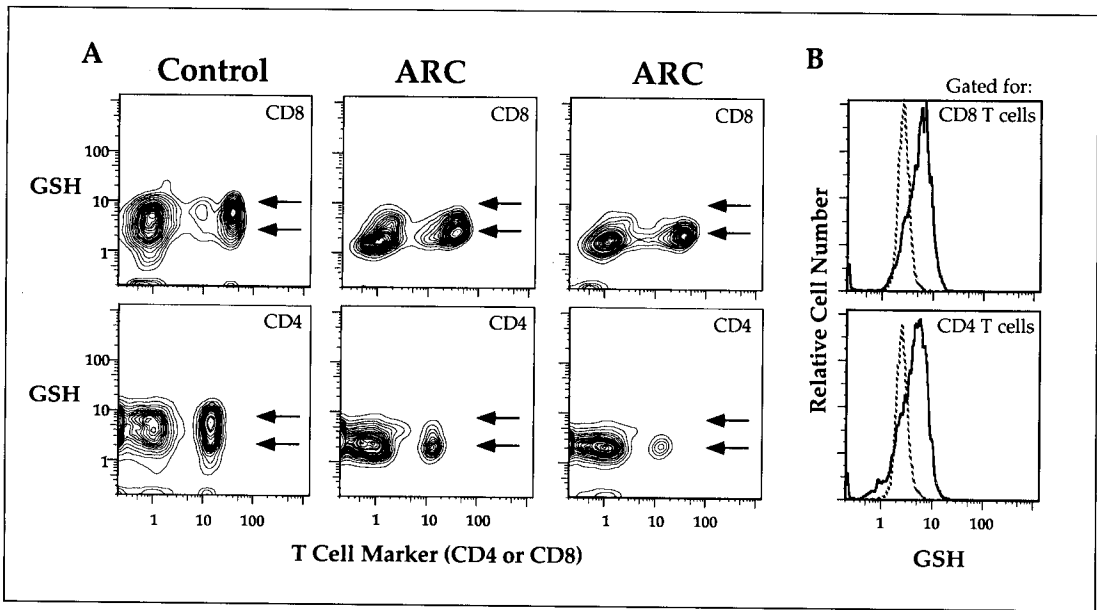 A
Control
ARC
ARC
B
Gated for:
CD8
CD8
CD8
CD8 T cells
GSH
100
10
1
CD4
CD4
CD4
CD4 T cells
GSH
100
10
1
1 10 100
1 10 100
1 10 100
1 10 100
T Cell Marker (CD4 or CD8)
Relative Cell Number
GSH